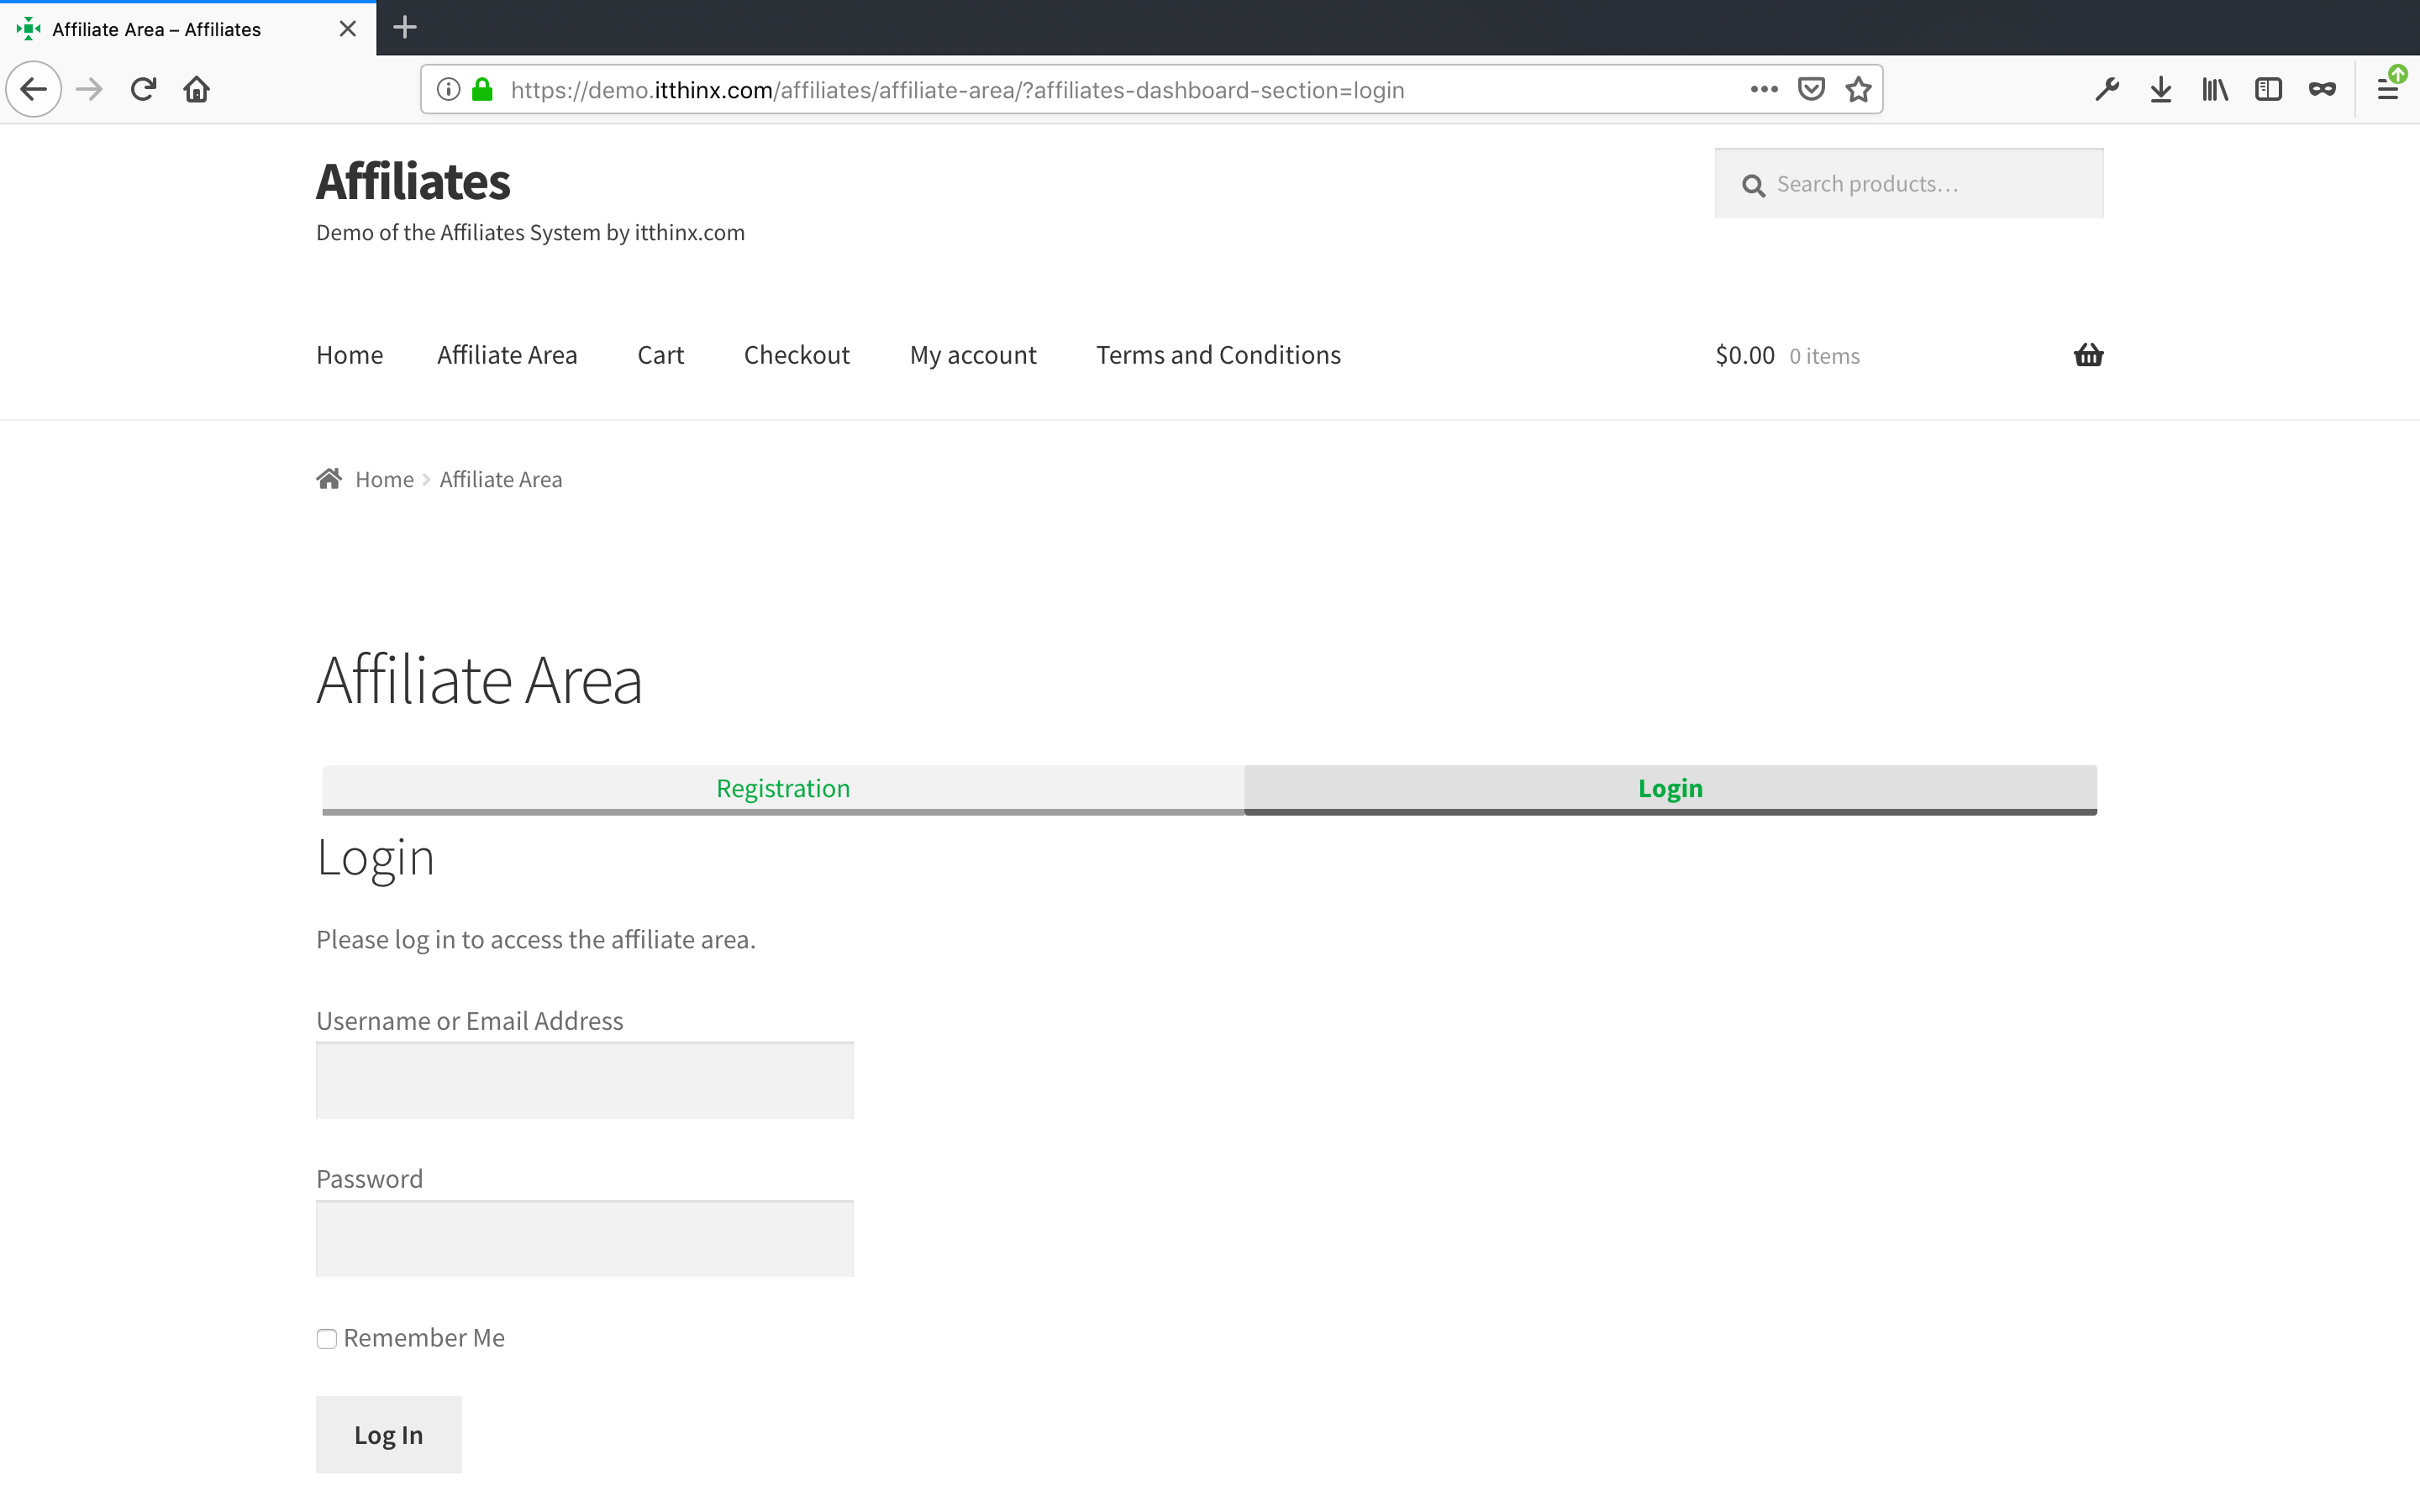 Affiliate Area – Affiliates
https://demo.itthinx.com/affiliates/affiliate-area/?affiliates-dashboard-section=login
Affiliates
Search products…
Demo of the Affiliates System by itthinx.com
Home Affiliate Area Cart Checkout My account Terms and Conditions $0.00 0 items
Home Affiliate Area
Affiliate Area
Registration Login
Login
Please log in to access the affiliate area.
Username or Email Address
Password
Remember Me
Log In